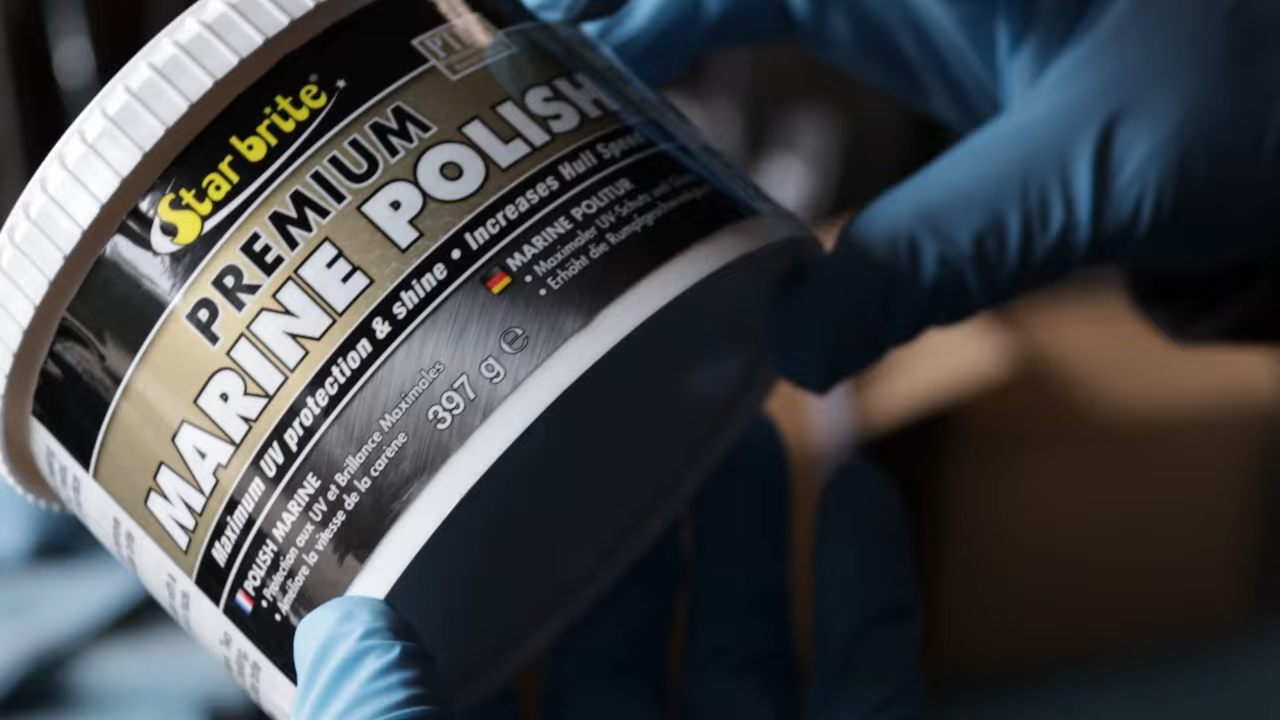 Star brite®
PREMIUM
MARINE POLISH
Maximum UV protection & shine • Increases Hull Speed
MARINE POLITUR
• Maximaler UV-Schutz
• Erhöht die
POLISH MARINE
• Protection aux UV et Brillance Maximales
• Améliore la vitesse de la carène
397 g e